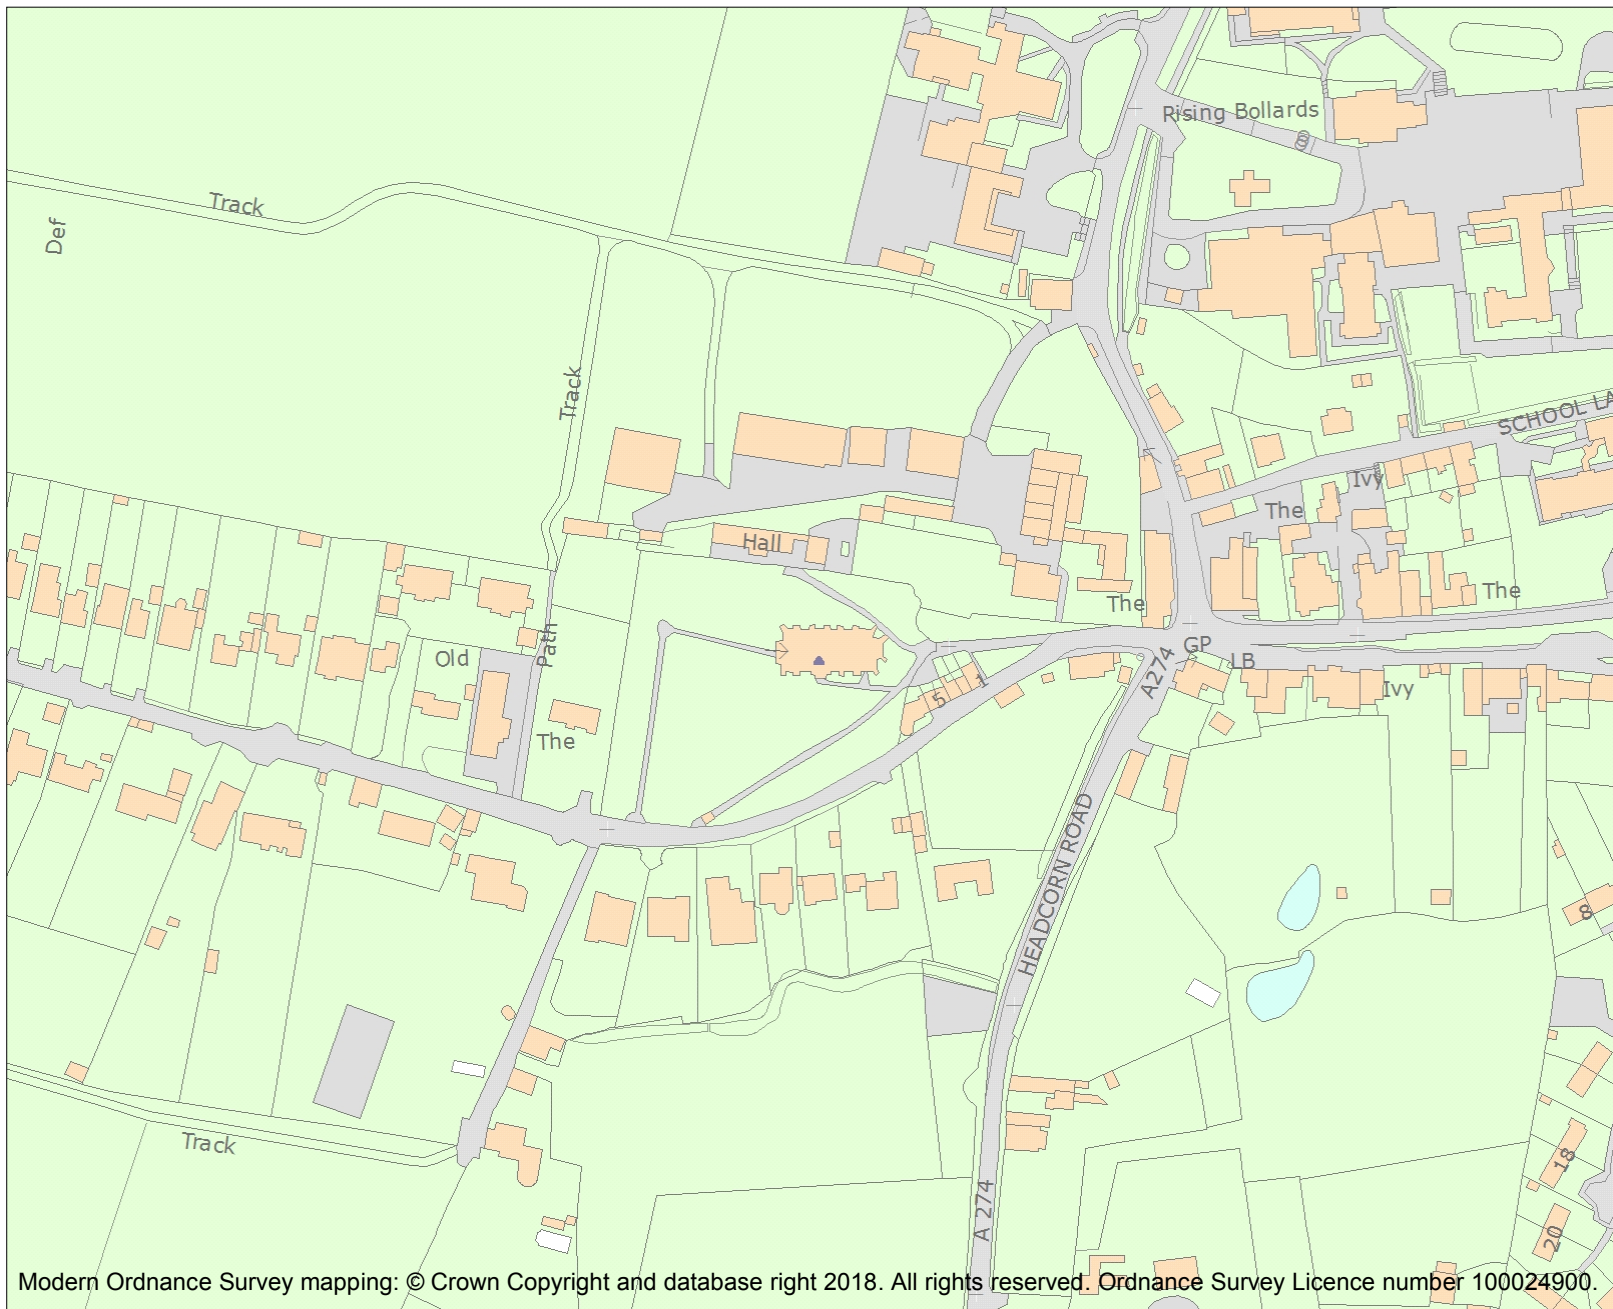 Rising Bollards
Track
Def
Track
SCHOOL LA
Ivy
The
Hall
The
The
Path
Old
GP
LB
A274
1
5
Ivy
The
HEADCORN ROAD
8
Track
18
A 274
20
Modern Ordnance Survey mapping: © Crown Copyright and database right 2018. All rights reserved. Ordnance Survey Licence number 100024900.